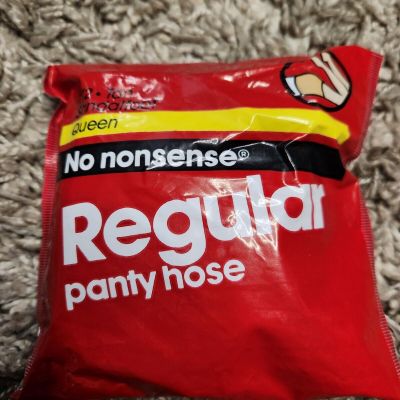 Queen
No nonsense®
Regular
panty hose